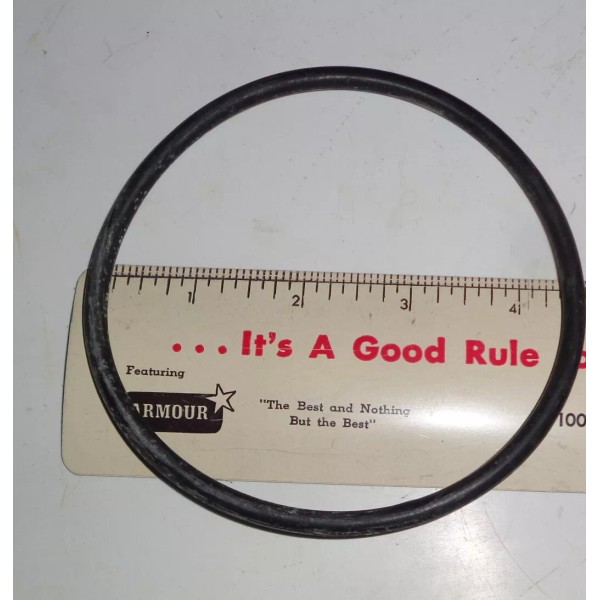 1 2 3 4
...It's A Good Rule
Featuring
ARMOUR
"The Best and Nothing
But the Best"
100